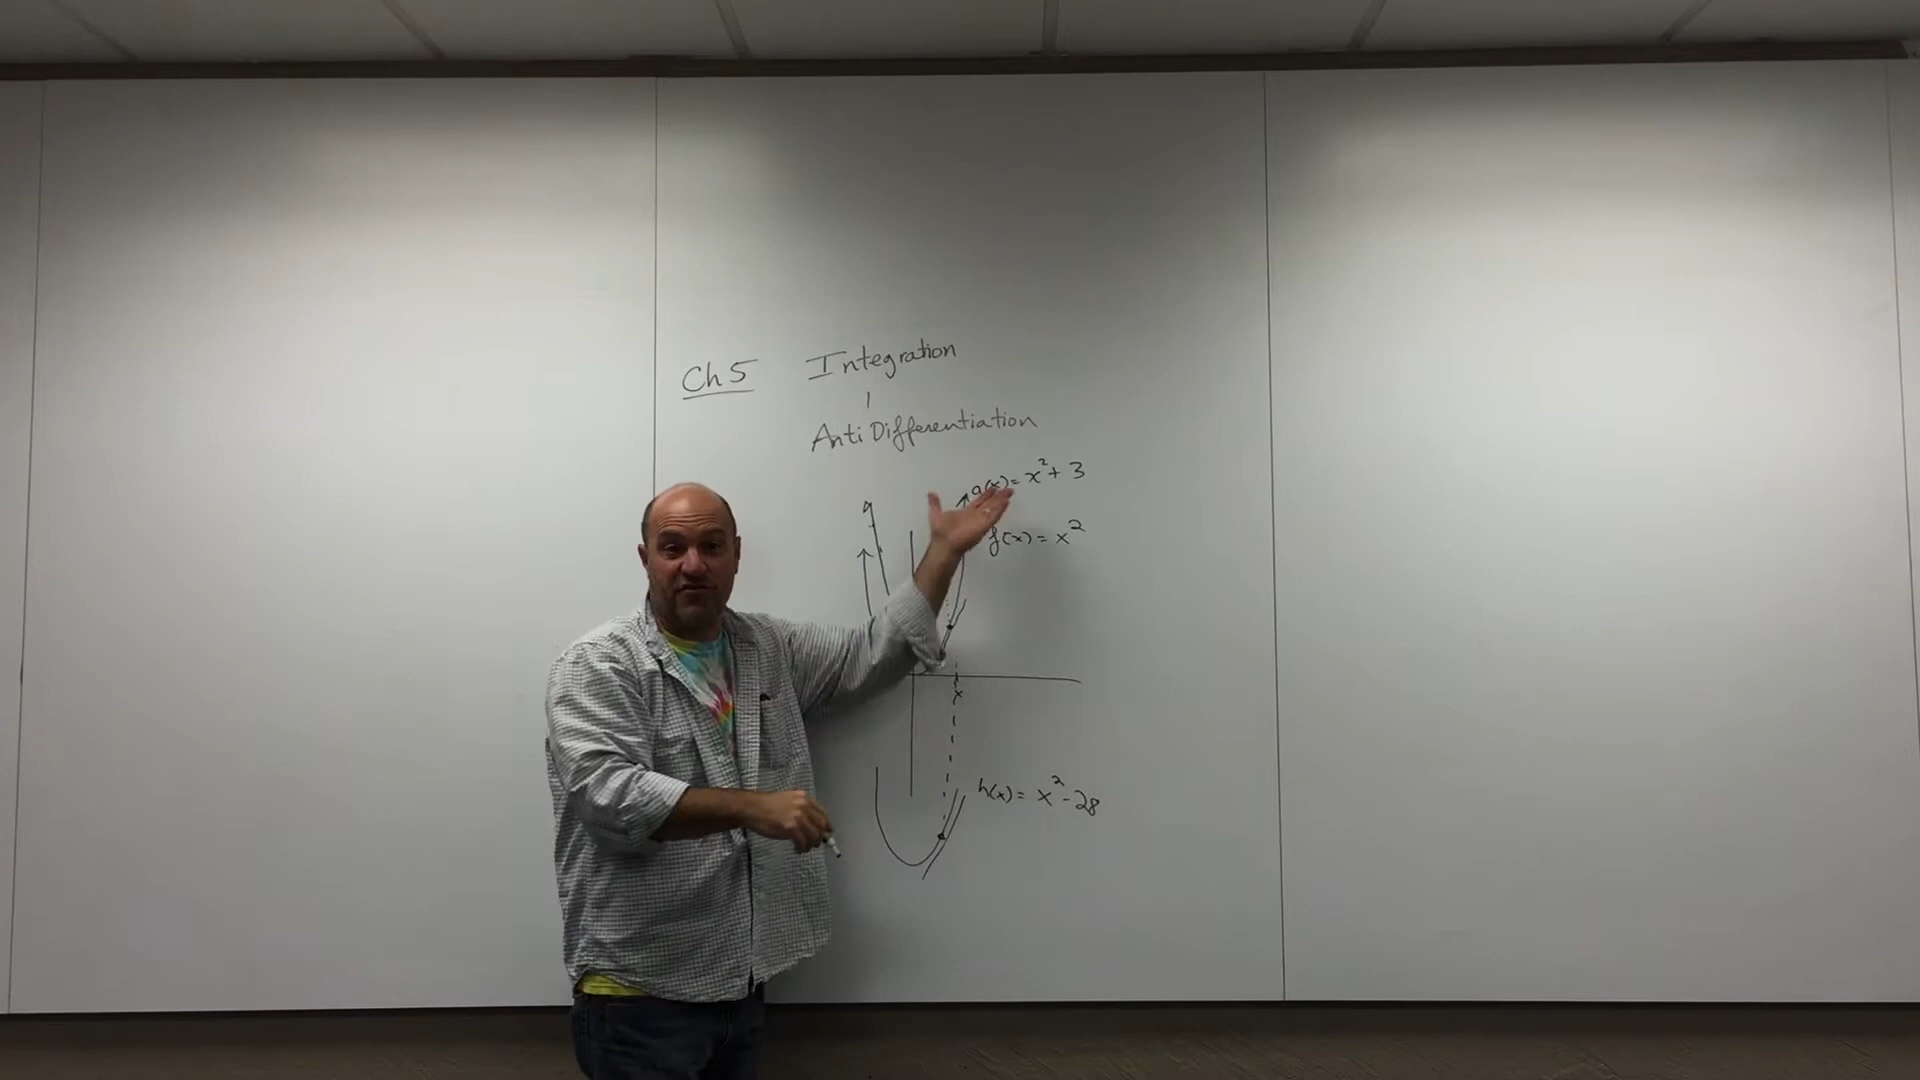 Ch 5 Integration
Anti Differentiation
g(x) = x² + 3
f(x) = x²
x
h(x) = x² - 28